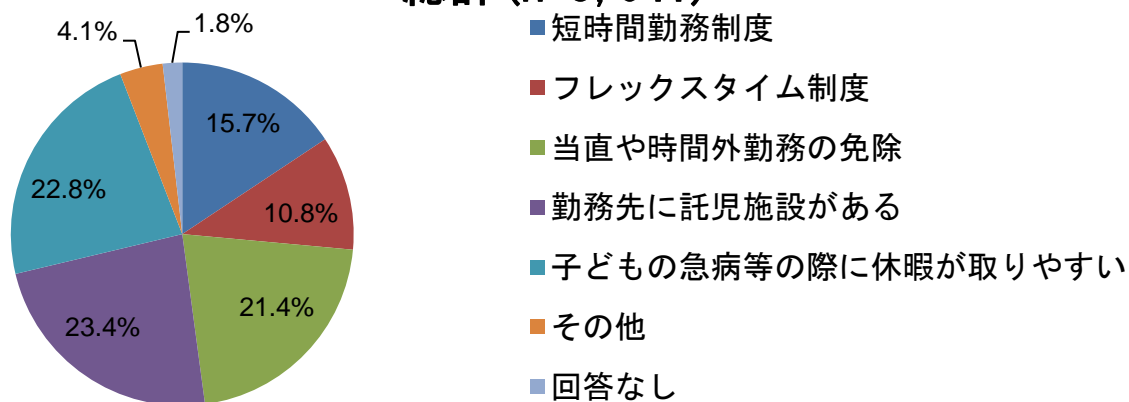 4.1%
1.8%
15.7%
10.8%
21.4%
23.4%
22.8%
短時間勤務制度
フレックスタイム制度
当直や時間外勤務の免除
勤務先に託児施設がある
子どもの急病等の際に休暇が取りやすい
その他
回答なし